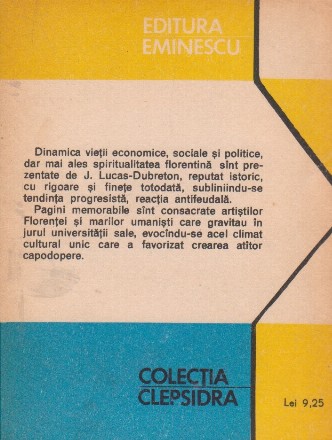 EDITURA
EMINESCU
Dinamica vieții economice, sociale și politice,
dar mai ales spiritualitatea florentină sînt pre-
zentate de J. Lucas-Dubreton, reputat istoric,
cu rigoare și finețe totodată, subliniindu-se
tendința progresistă, reacția antifeudală.
Pagini memorabile sînt consacrate artiștilor
Florenței și marilor umaniști care gravitau în
jurul universității sale, evocîndu-se acel climat
cultural unic care a favorizat crearea atîtor
capodopere.
COLECȚIA
CLEPSIDRA
Lei 9,25